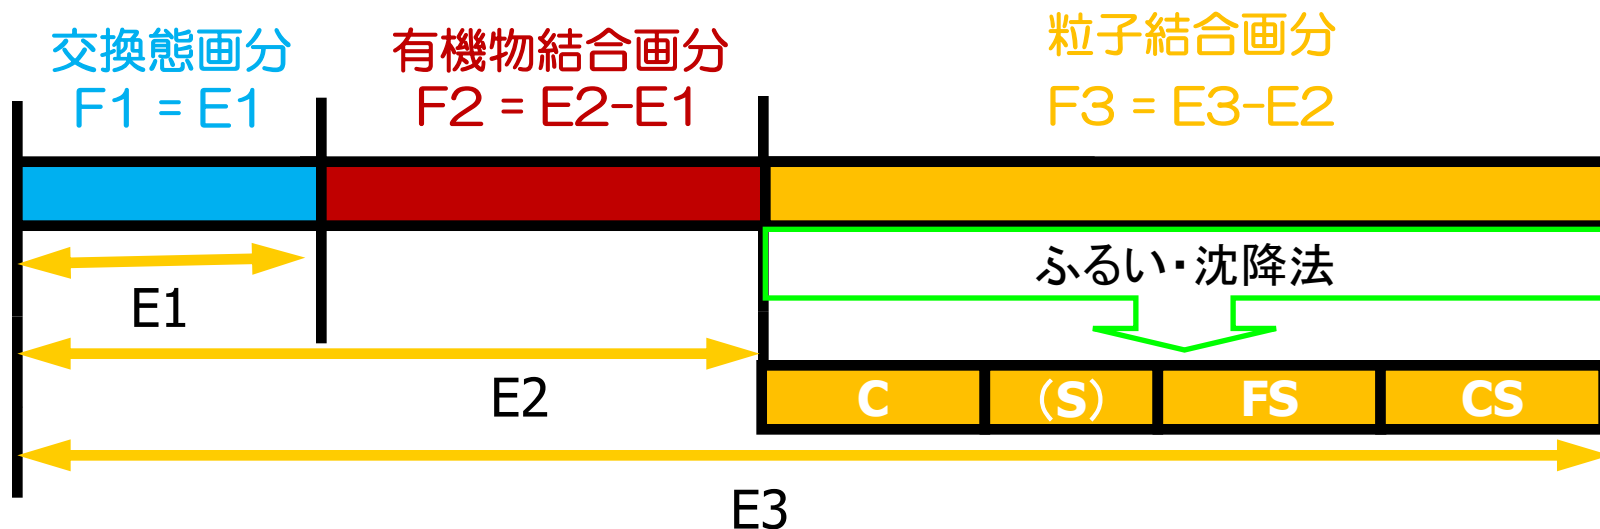 交換態画分
F1 = E1
有機物結合画分
F2 = E2-E1
粒子結合画分
F3 = E3-E2
ふるい・沈降法
E1
E2
C
(S)
FS
CS
E3